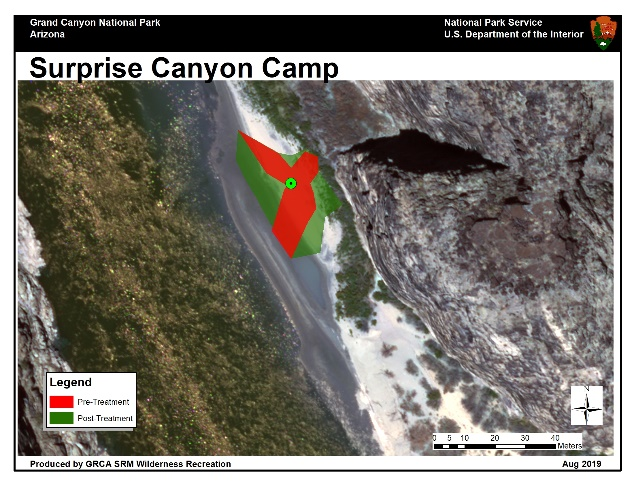 Grand Canyon National Park
Arizona
National Park Service
U.S. Department of the Interior
Surprise Canyon Camp
Legend
Pre-Treatment
Post-Treatment
N
0 5 10 20 30 40
Meters
Produced by GRCA SRM Wilderness Recreation
Aug 2019